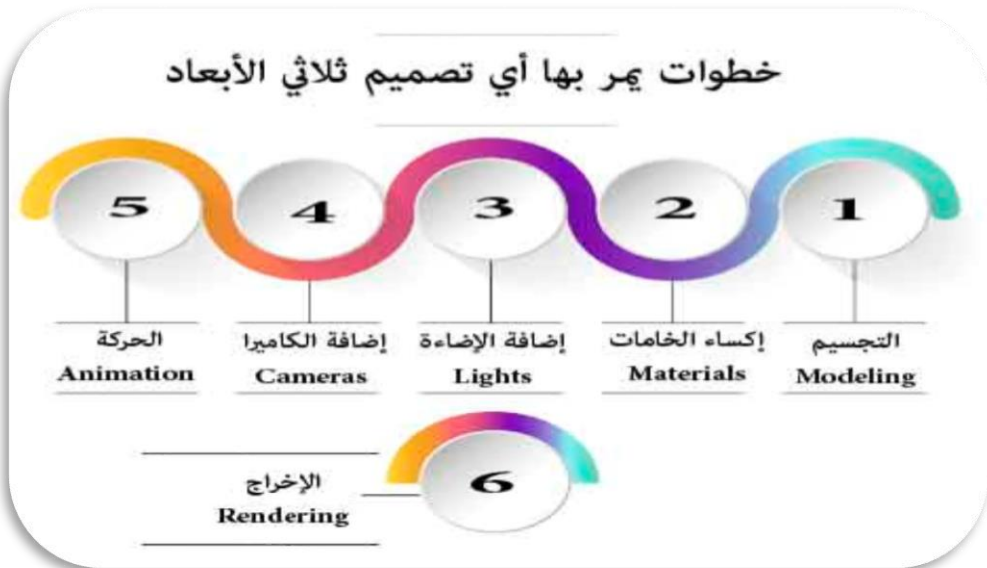 خطوات يمر بها أي تصميم ثلاثي الأبعاد
1
التجسيم
Modeling
2
إكساء الخامات
Materials
3
إضافة الإضاءة
Lights
4
إضافة الكاميرا
Cameras
5
الحركة
Animation
6
الإخراج
Rendering